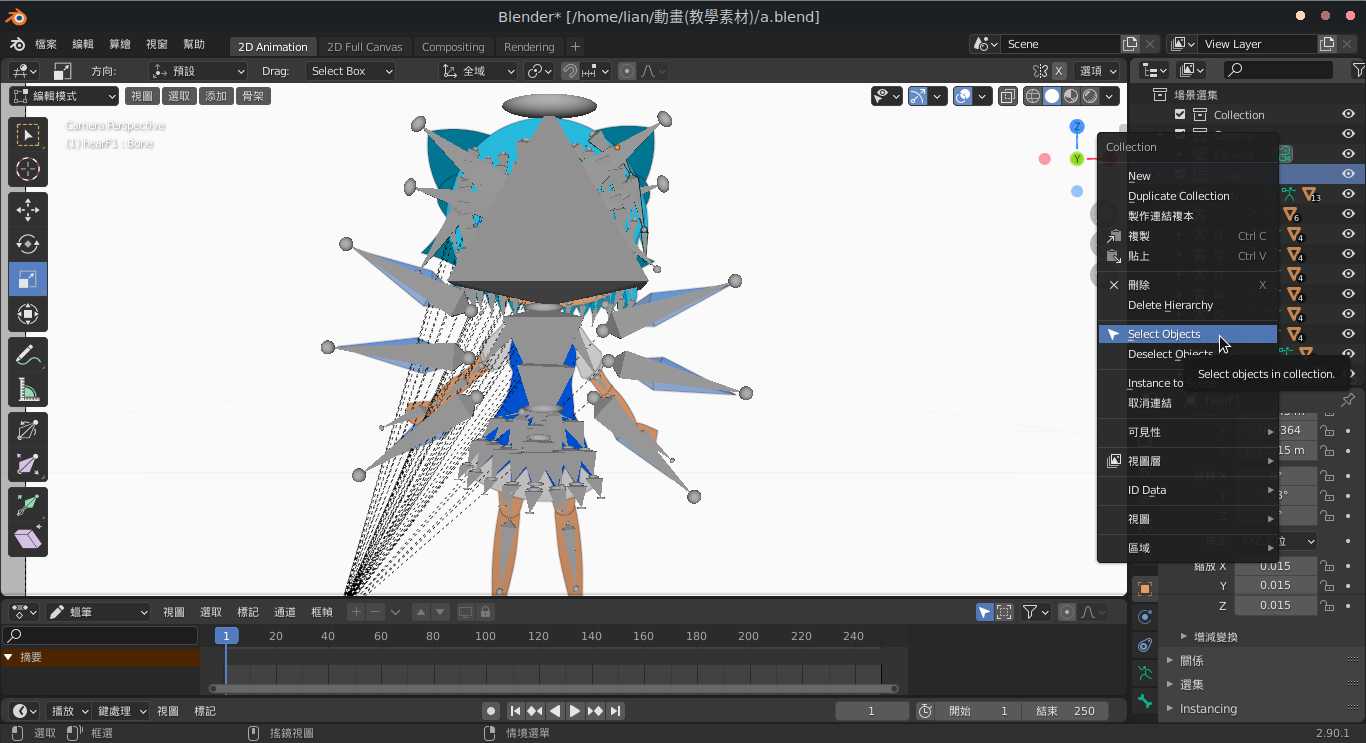 Blender* [/home/lian/動畫(教學素材)/a.blend]
檔案 編輯 算繪 視窗 幫助 2D Animation 2D Full Canvas Compositing Rendering + Scene View Layer
方向: 預設 Drag: Select Box 全域 X 選項
編輯模式 視圖 選取 添加 骨架
場景選集
Collection
Camera Perspective
(1) hearF1 : Bone
Z
Y
13
6
4
4
4
4
4
4
Collection
New
Duplicate Collection
製作連結複本
複製 Ctrl C
貼上 Ctrl V
刪除 X
Delete Hierarchy
Select Objects
Deselect Objects
Select objects in collection.
Instance to Scene
取消連結
可見性
視圖層
ID Data
視圖
區域
縮放 X 0.015
Y 0.015
Z 0.015
增減變換
關係
選集
Instancing
蠟筆 視圖 選取 標記 通道 框幀
1 20 40 60 80 100 120 140 160 180 200 220 240
摘要
播放 鍵處理 視圖 標記 1 開始 1 結束 250
選取 框選 搖鏡視圖 情境選單 2.90.1